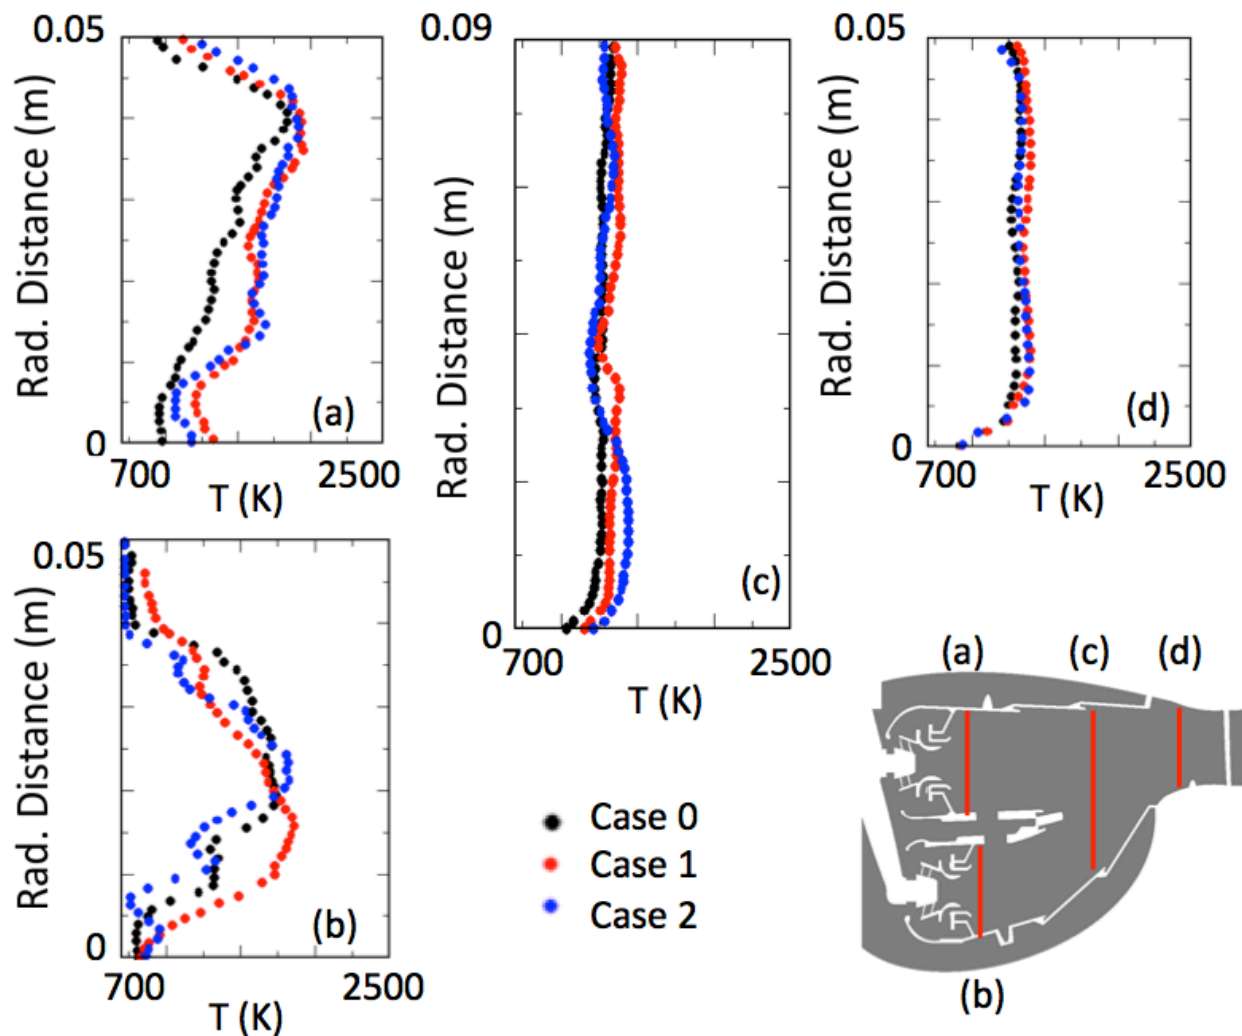 0.05
Rad. Distance (m)
0
(a)
700
2500
T (K)
0.05
Rad. Distance (m)
0
(b)
700
2500
T (K)
0.09
Rad. Distance (m)
0
(c)
700
2500
T (K)
0.05
Rad. Distance (m)
0
(d)
700
2500
T (K)
Case 0
Case 1
Case 2
(a)
(c)
(d)
(b)